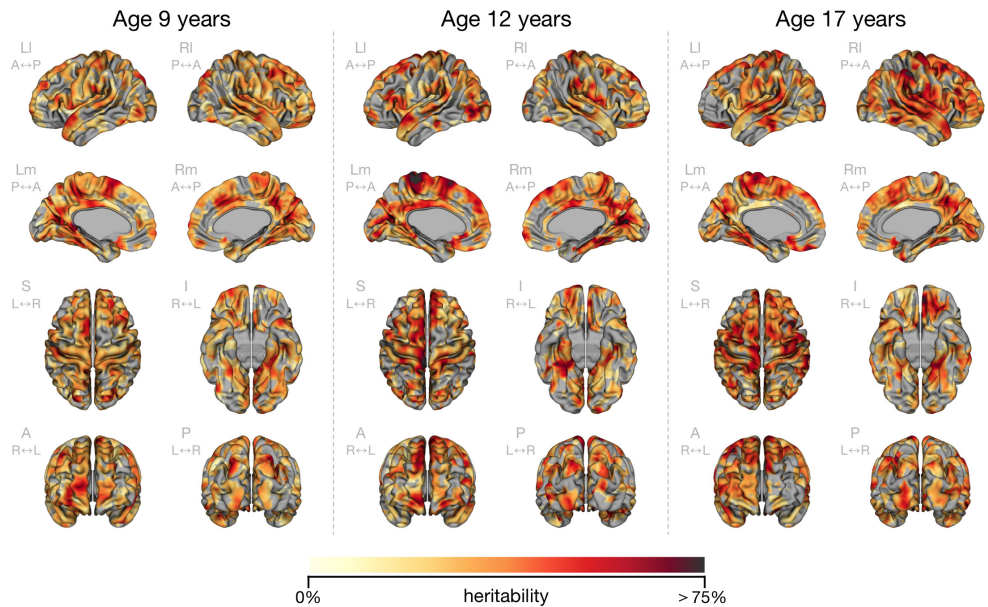 Age 9 years
Age 12 years
Age 17 years
Ll
A↔P
Rl
P↔A
Ll
A↔P
Rl
P↔A
Ll
A↔P
Rl
P↔A
Lm
P↔A
Rm
A↔P
Lm
P↔A
Rm
A↔P
Lm
P↔A
Rm
A↔P
S
L↔R
I
R↔L
S
L↔R
I
R↔L
S
L↔R
I
R↔L
A
R↔L
P
L↔R
A
R↔L
P
L↔R
A
R↔L
P
L↔R
0%
heritability
>75%